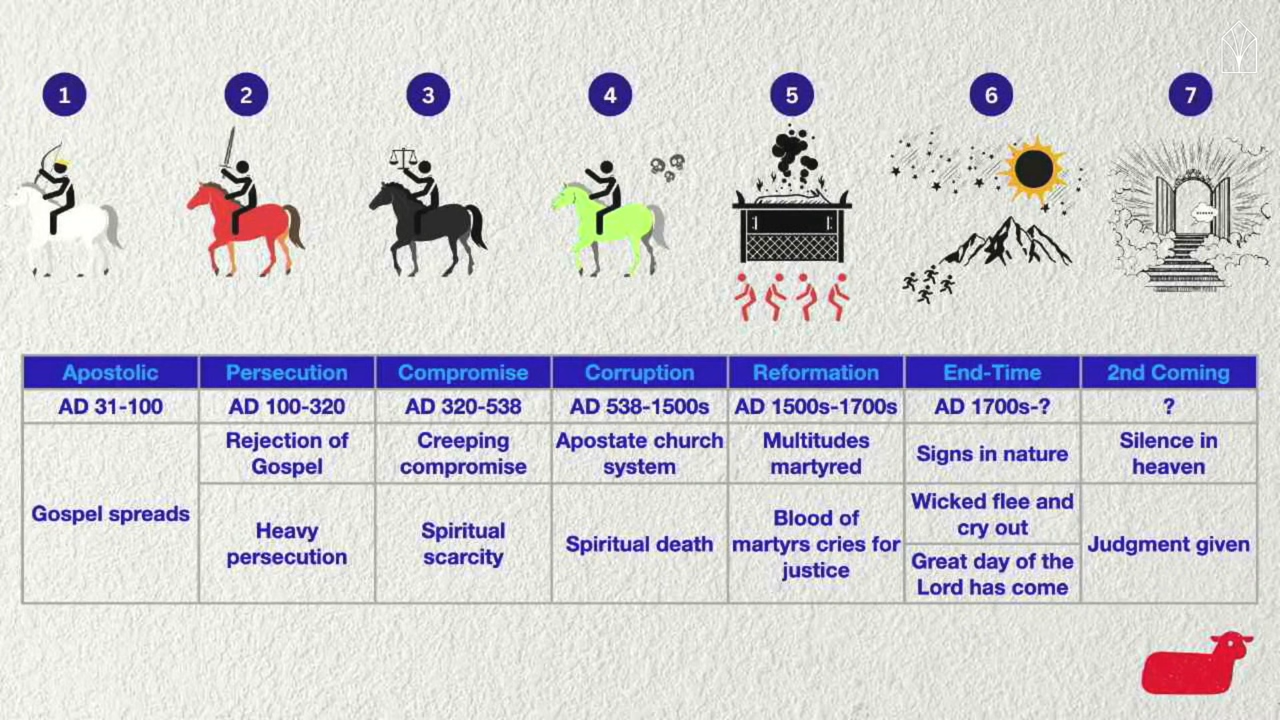 1 2 3 4 5 6 7
Apostolic Persecution Compromise Corruption Reformation End-Time 2nd Coming
AD 31-100 AD 100-320 AD 320-538 AD 538-1500s AD 1500s-1700s AD 1700s-? ?
Gospel spreads
Rejection of
Gospel
Heavy
persecution
Creeping
compromise
Spiritual
scarcity
Apostate church
system
Spiritual death
Multitudes
martyred
Blood of
martyrs cries for
justice
Signs in nature
Wicked flee and
cry out
Great day of the
Lord has come
Silence in
heaven
Judgment given